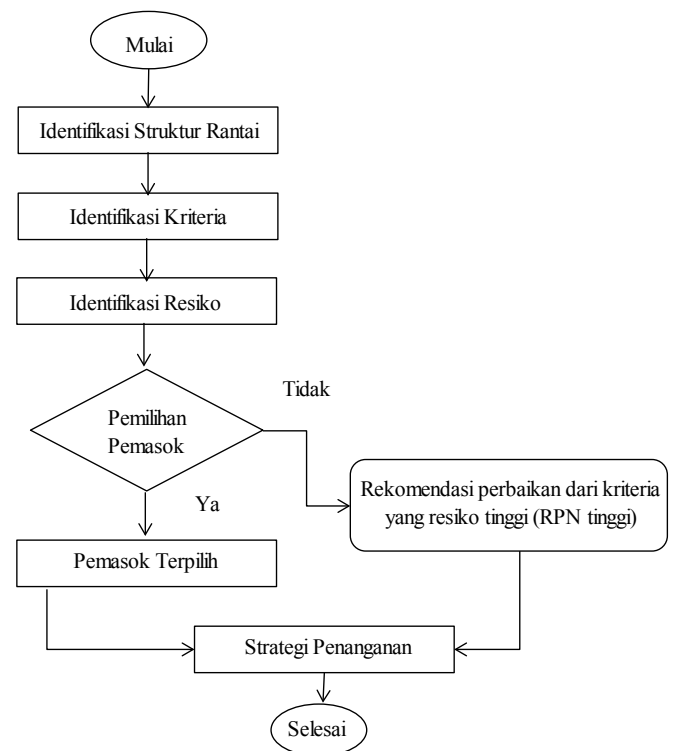 Mulai
Identifikasi Struktur Rantai
Identifikasi Kriteria
Identifikasi Resiko
Pemilihan
Pemasok
Tidak
Ya
Rekomendasi perbaikan dari kriteria
yang resiko tinggi (RPN tinggi)
Pemasok Terpilih
Strategi Penanganan
Selesai